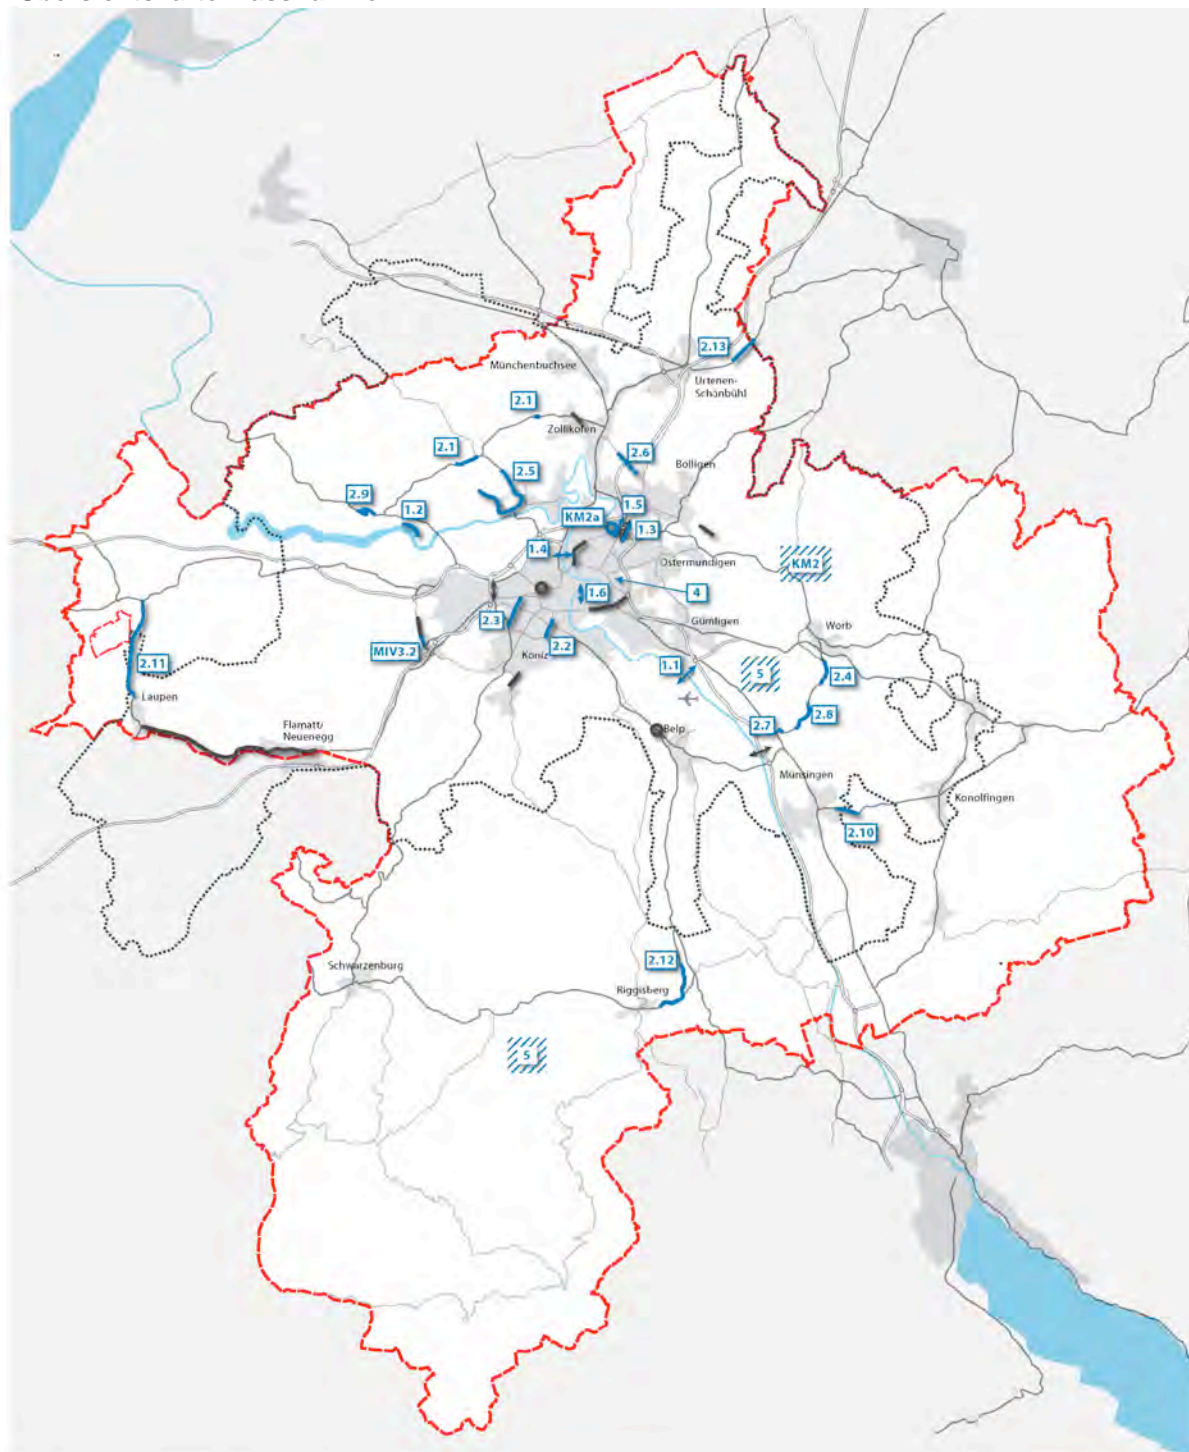 2.13
Münchenbuchsee
Urtenen-
Schönbühl
2.1
Zollikofen
2.6
2.1
2.5
Bolligen
2.9
1.2
KM2a
1.5
1.3
1.4
Ostermundigen
KM2
1.6
4
2.3
Gümligen
Worb
MIV3.2
2.2
Köniz
1.1
5
2.4
2.11
Laupen
2.8
Flamatt/
Neuenegg
2.7
Belp
Münsingen
Konolfingen
2.10
2.12
Schwarzenburg
Riggisberg
5